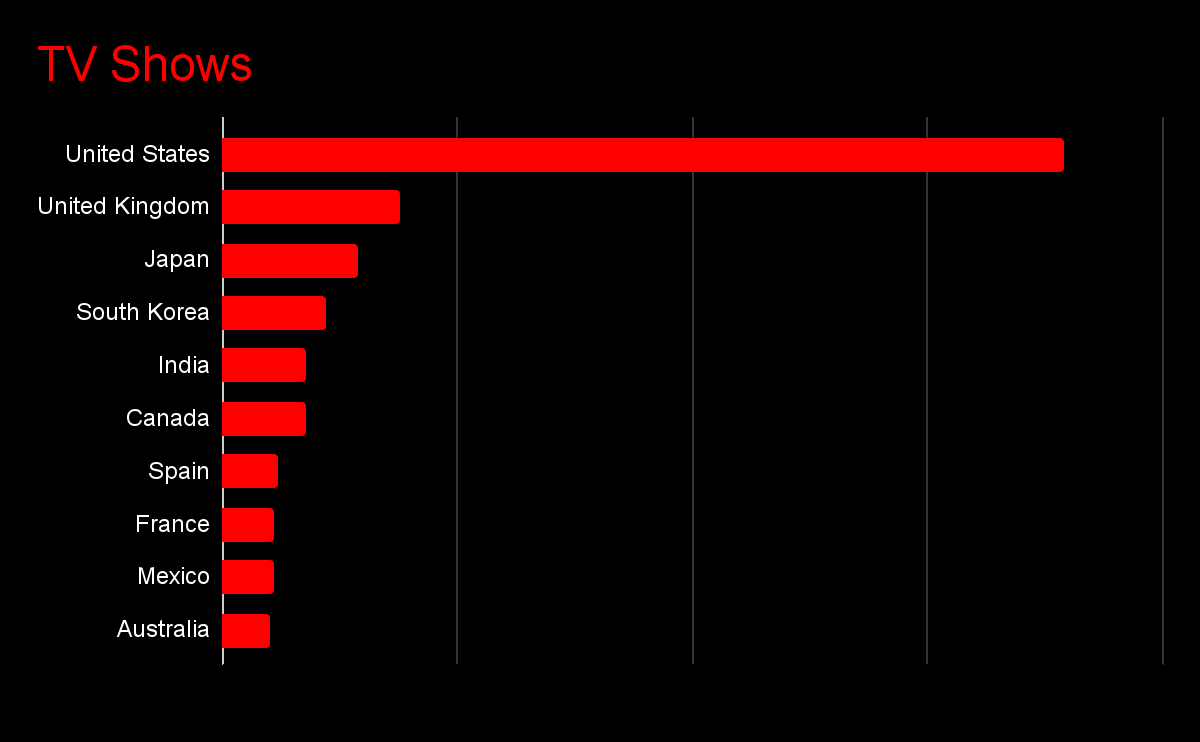 TV Shows
United States
United Kingdom
Japan
South Korea
India
Canada
Spain
France
Mexico
Australia